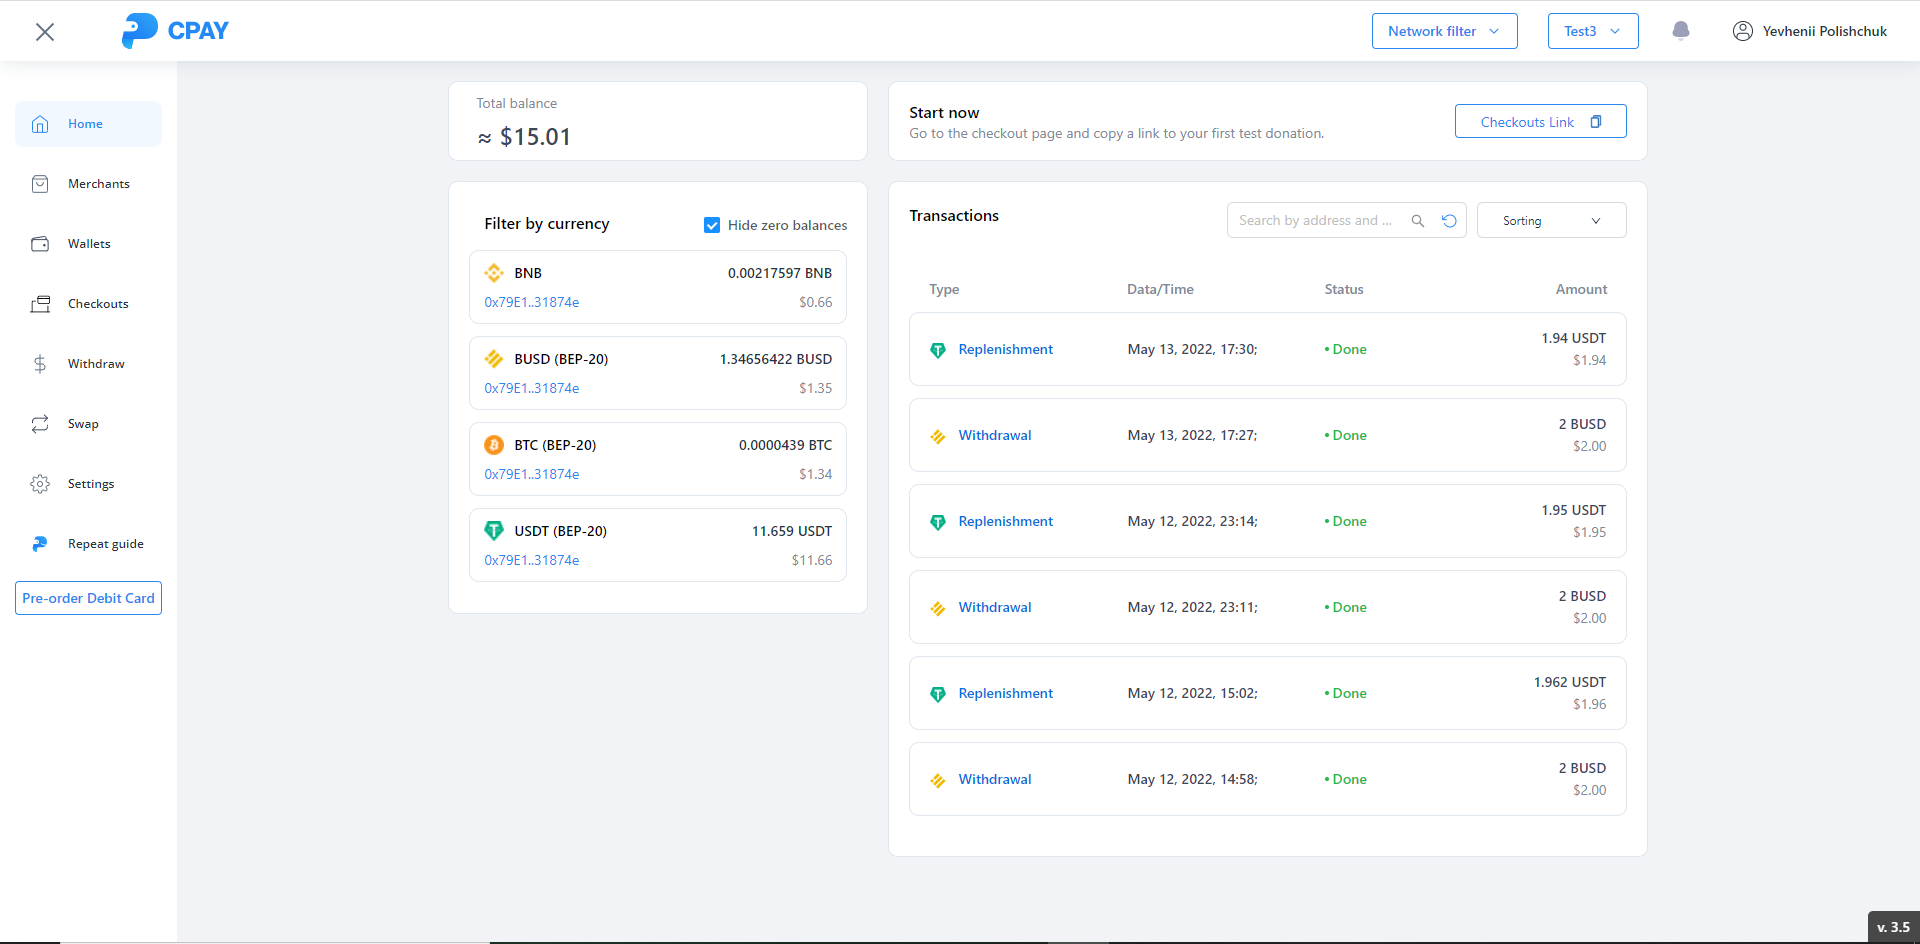 CPAY
Network filter
Test3
Yevhenii Polishchuk
Home
Merchants
Wallets
Checkouts
Withdraw
Swap
Settings
Repeat guide
Pre-order Debit Card
Total balance
≈ $15.01
Start now
Go to the checkout page and copy a link to your first test donation.
Checkouts Link
Filter by currency
Hide zero balances
BNB 0.00217597 BNB
0x79E1..31874e $0.66
BUSD (BEP-20) 1.34656422 BUSD
0x79E1..31874e $1.35
BTC (BEP-20) 0.0000439 BTC
0x79E1..31874e $1.34
USDT (BEP-20) 11.659 USDT
0x79E1..31874e $11.66
Transactions
Search by address and ...
Sorting
Type Data/Time Status Amount
Replenishment May 13, 2022, 17:30; • Done 1.94 USDT
$1.94
Withdrawal May 13, 2022, 17:27; • Done 2 BUSD
$2.00
Replenishment May 12, 2022, 23:14; • Done 1.95 USDT
$1.95
Withdrawal May 12, 2022, 23:11; • Done 2 BUSD
$2.00
Replenishment May 12, 2022, 15:02; • Done 1.962 USDT
$1.96
Withdrawal May 12, 2022, 14:58; • Done 2 BUSD
$2.00
v. 3.5